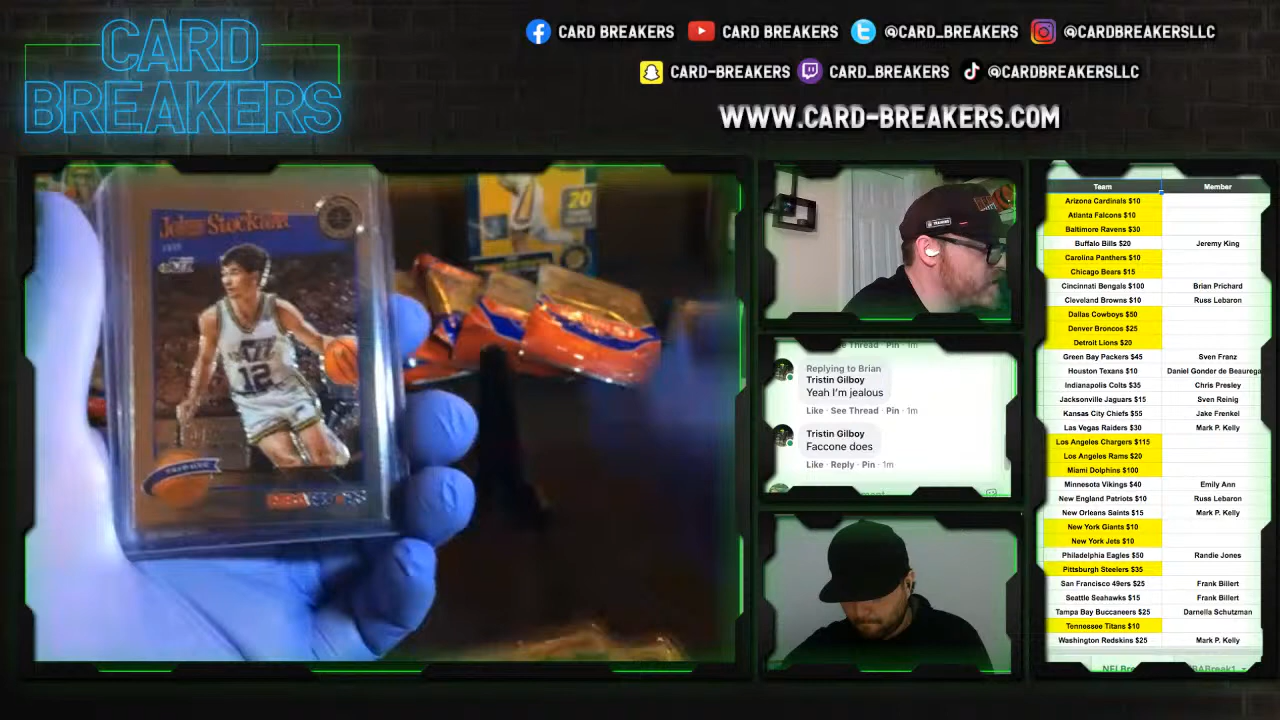 CARD
BREAKERS
CARD BREAKERS CARD BREAKERS @CARD_BREAKERS @CARDBREAKERSLLC
CARD-BREAKERS CARD_BREAKERS @CARDBREAKERSLLC
WWW.CARD-BREAKERS.COM
John Stockton
12
20
See Thread · Pin · 1m
Replying to Brian
Tristin Gilboy
Yeah I'm jealous
Like · See Thread · Pin · 1m
Tristin Gilboy
Faccone does
Like · Reply · Pin · 1m
Team Member
Arizona Cardinals $10
Atlanta Falcons $10
Baltimore Ravens $30
Buffalo Bills $20 Jeremy King
Carolina Panthers $10
Chicago Bears $15
Cincinnati Bengals $100 Brian Prichard
Cleveland Browns $10 Russ Lebaron
Dallas Cowboys $50
Denver Broncos $25
Detroit Lions $20
Green Bay Packers $45 Sven Franz
Houston Texans $10 Daniel Gonder de Beaurega
Indianapolis Colts $35 Chris Presley
Jacksonville Jaguars $15 Sven Reinig
Kansas City Chiefs $55 Jake Frenkel
Las Vegas Raiders $30 Mark P. Kelly
Los Angeles Chargers $115
Los Angeles Rams $20
Miami Dolphins $100
Minnesota Vikings $40 Emily Ann
New England Patriots $10 Russ Lebaron
New Orleans Saints $15 Mark P. Kelly
New York Giants $10
New York Jets $10
Philadelphia Eagles $50 Randie Jones
Pittsburgh Steelers $35
San Francisco 49ers $25 Frank Billert
Seattle Seahawks $15 Frank Billert
Tampa Bay Buccaneers $25 Darnella Schutzman
Tennessee Titans $10
Washington Redskins $25 Mark P. Kelly